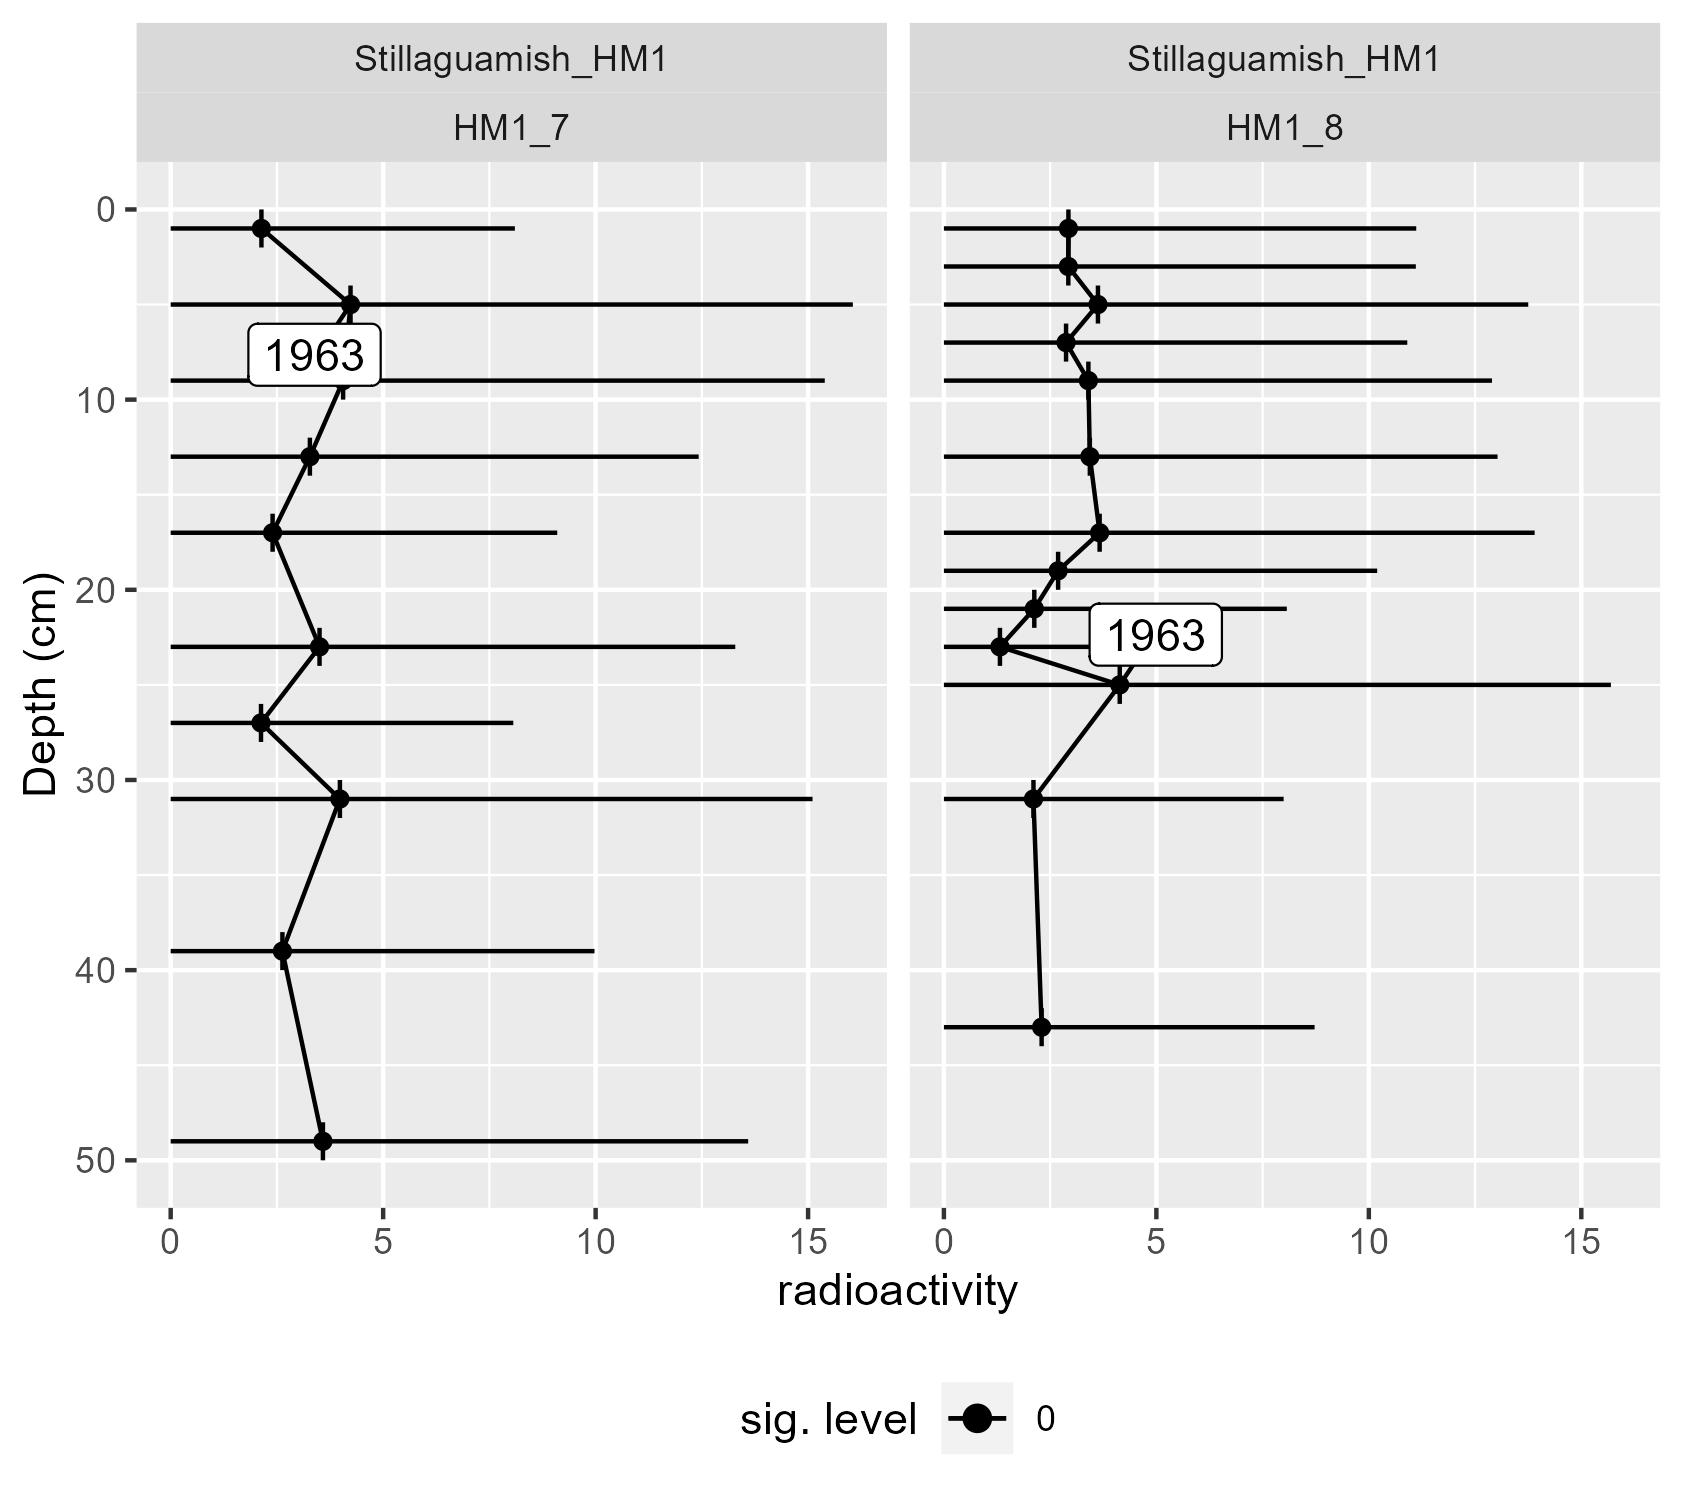 Stillaguamish_HM1 Stillaguamish_HM1
HM1_7 HM1_8
0
10
20
30
40
50
Depth (cm)
1963
1963
0 5 10 15 0 5 10 15
radioactivity
sig. level 0